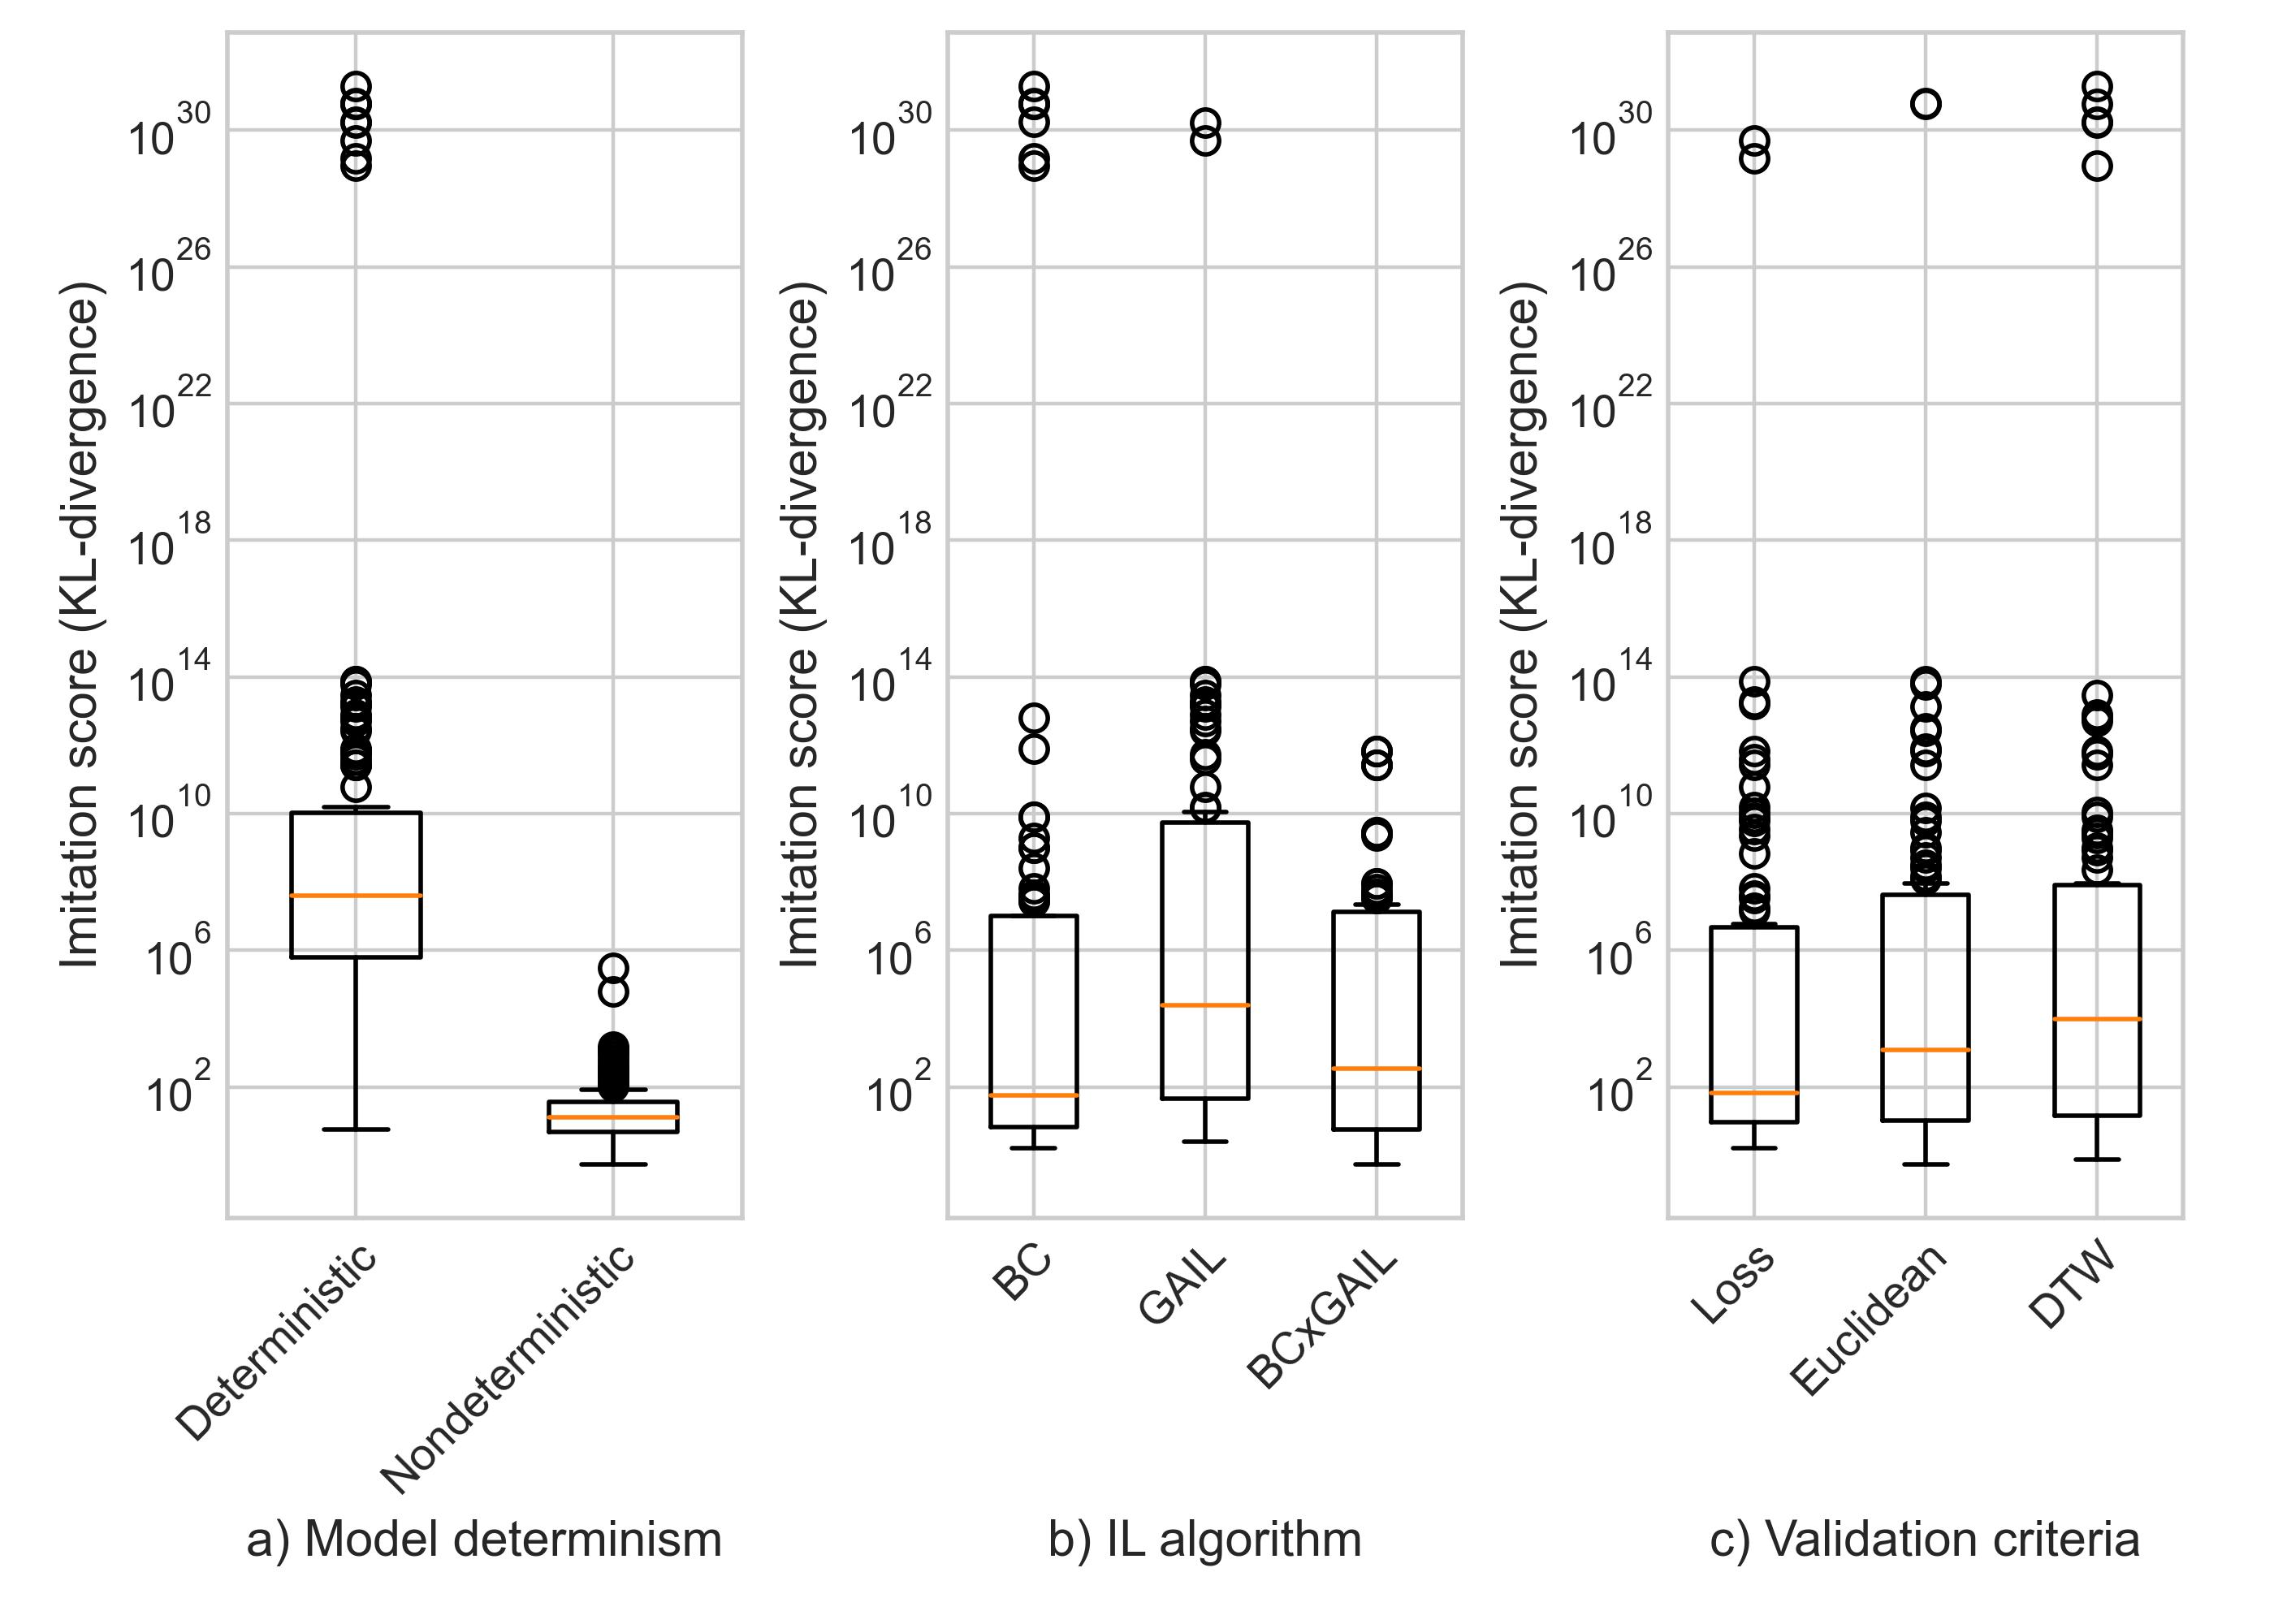 Imitation score (KL-divergence)
10^30
10^26
10^22
10^18
10^14
10^10
10^6
10^2
Deterministic
Nondeterministic
a) Model determinism
Imitation score (KL-divergence)
10^30
10^26
10^22
10^18
10^14
10^10
10^6
10^2
BC
GAIL
BCxGAIL
b) IL algorithm
Imitation score (KL-divergence)
10^30
10^26
10^22
10^18
10^14
10^10
10^6
10^2
Loss
Euclidean
DTW
c) Validation criteria